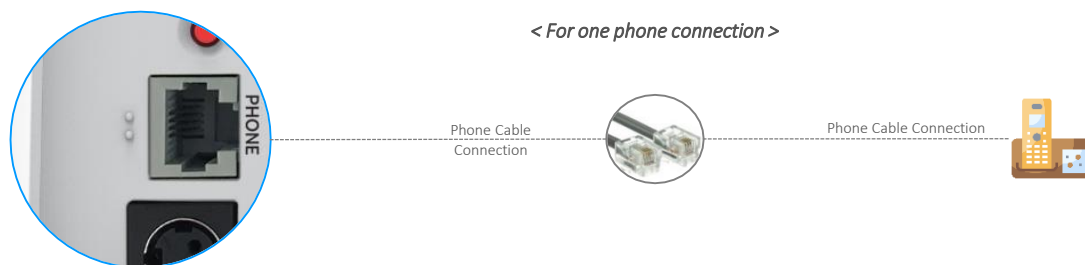 < For one phone connection >
PHONE
Phone Cable
Connection
Phone Cable Connection